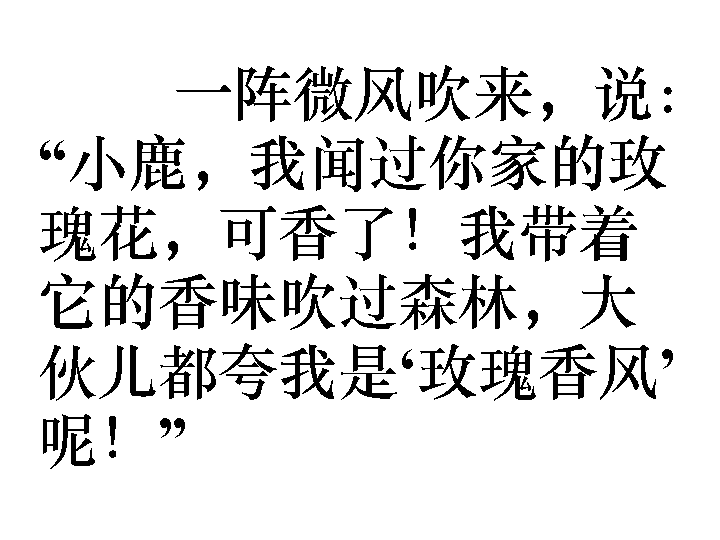 一阵微风吹来，说：
“小鹿，我闻过你家的玫
瑰花，可香了！我带着
它的香味吹过森林，大
伙儿都夸我是‘玫瑰香风’
呢！”